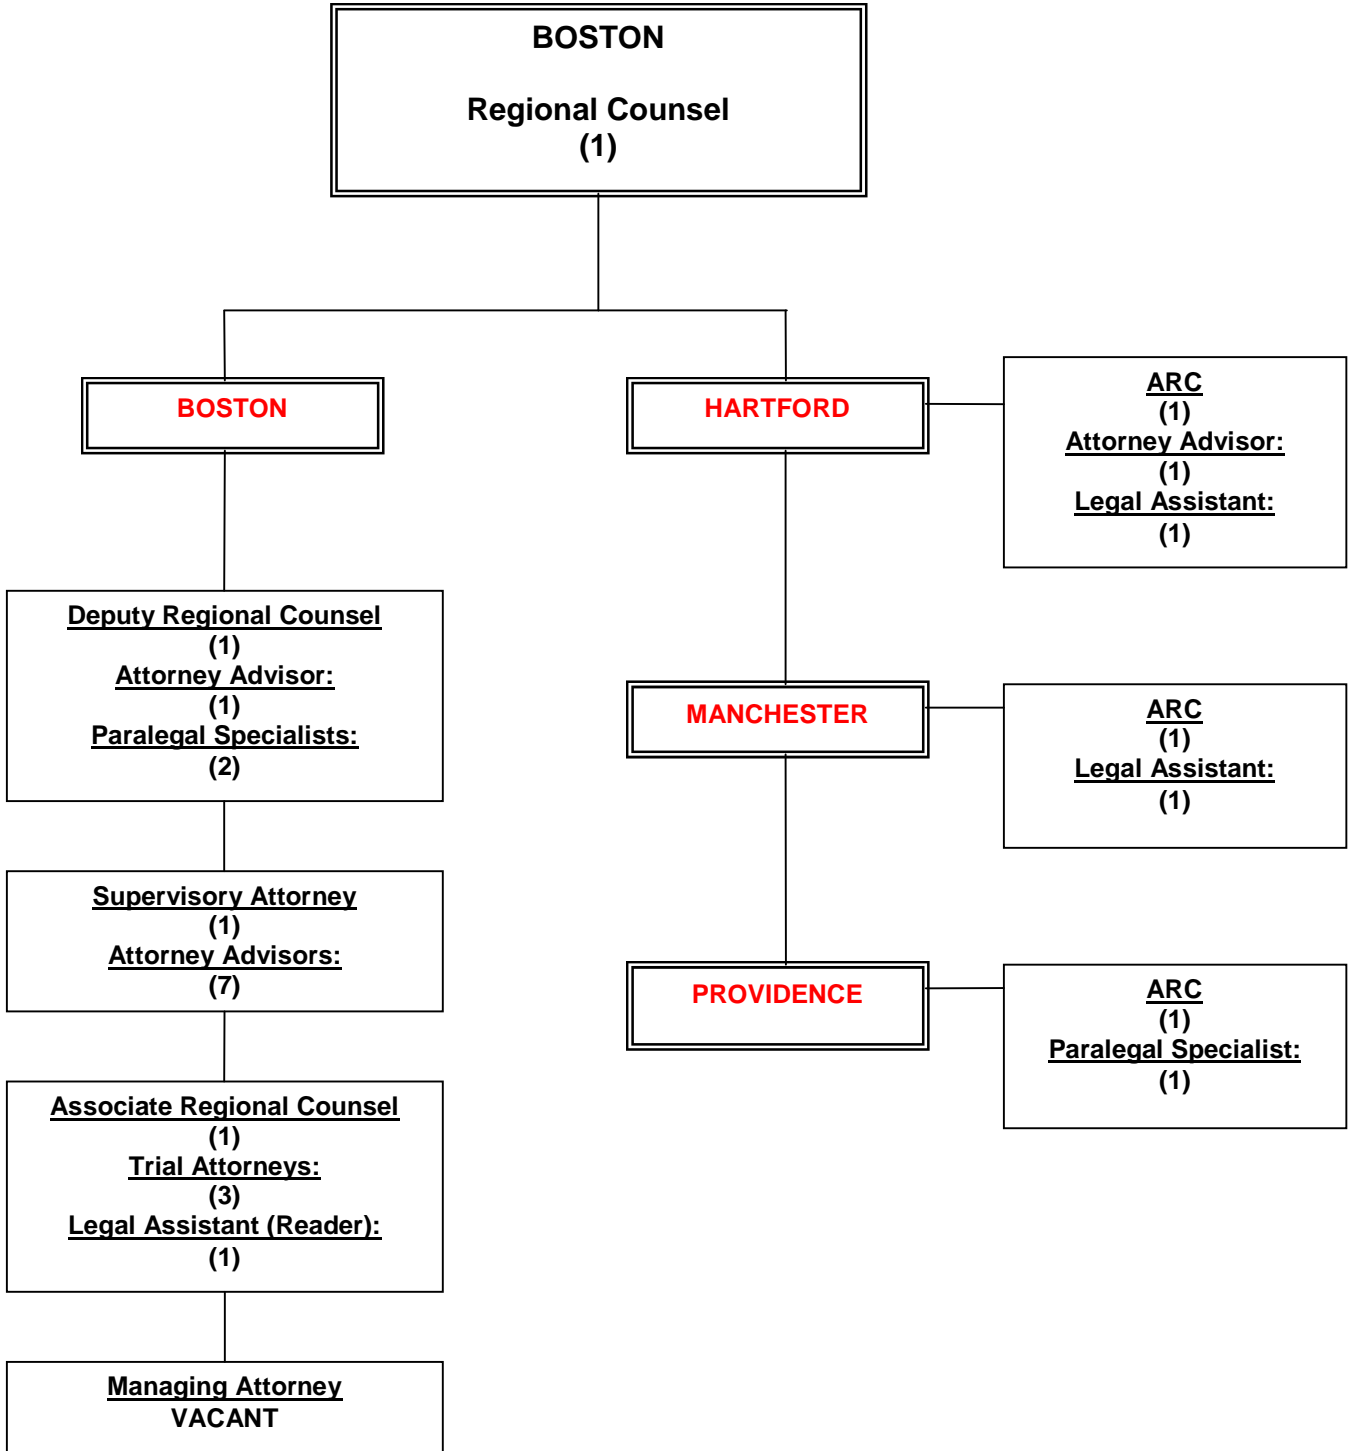 BOSTON
Regional Counsel
(1)
BOSTON
Deputy Regional Counsel
(1)
Attorney Advisor:
(1)
Paralegal Specialists:
(2)
Supervisory Attorney
(1)
Attorney Advisors:
(7)
Associate Regional Counsel
(1)
Trial Attorneys:
(3)
Legal Assistant (Reader):
(1)
Managing Attorney
VACANT
HARTFORD
ARC
(1)
Attorney Advisor:
(1)
Legal Assistant:
(1)
MANCHESTER
ARC
(1)
Legal Assistant:
(1)
PROVIDENCE
ARC
(1)
Paralegal Specialist:
(1)